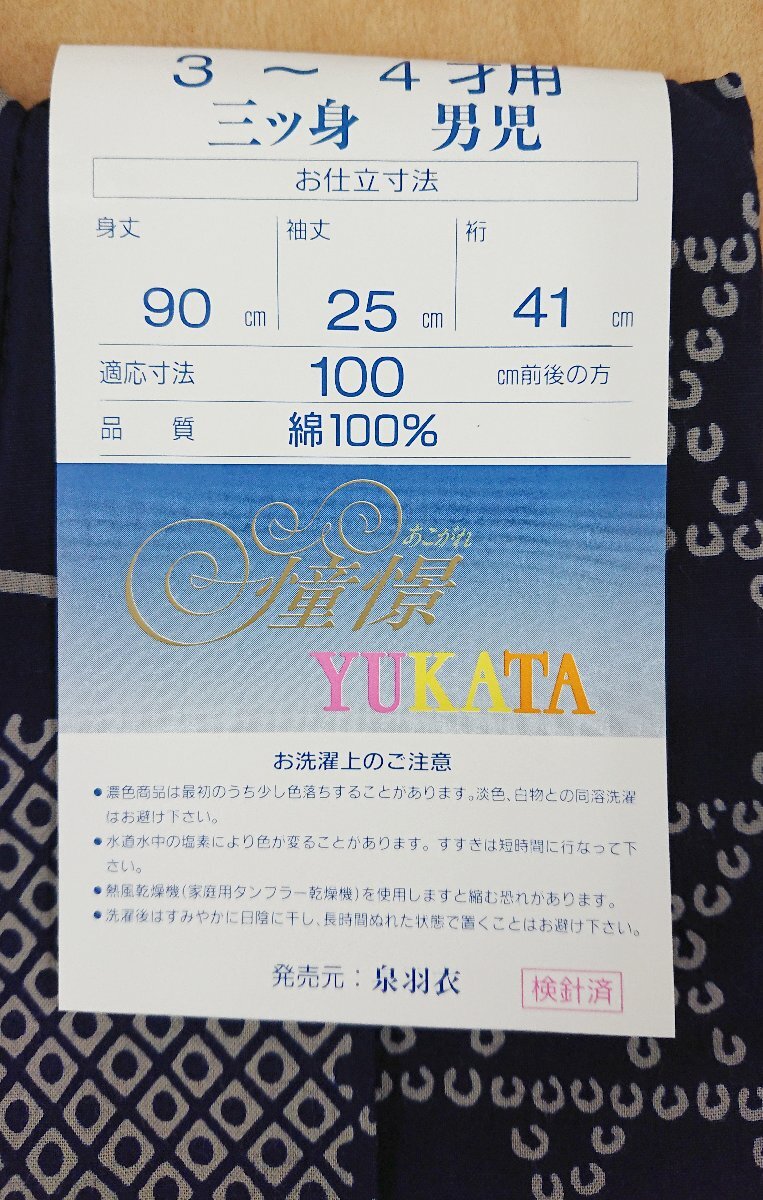 3 ～ 4 才用
三ッ身 男児
お仕立寸法
身丈 袖丈 裄
90 cm 25 cm 41 cm
適応寸法 100 cm前後の方
品 質 綿100%
あこがれ
憧憬
YUKATA
お洗濯上のご注意
●濃色商品は最初のうち少し色落ちすることがあります。淡色、白物との同溶洗濯
はお避け下さい。
●水道水中の塩素により色が変ることがあります。すすきは短時間に行なって下
さい。
●熱風乾燥機(家庭用タンフラー乾燥機)を使用しますと縮む恐れがあります。
●洗濯後はすみやかに日陰に干し、長時間ぬれた状態で置くことはお避け下さい。
発売元：泉羽衣
検針済